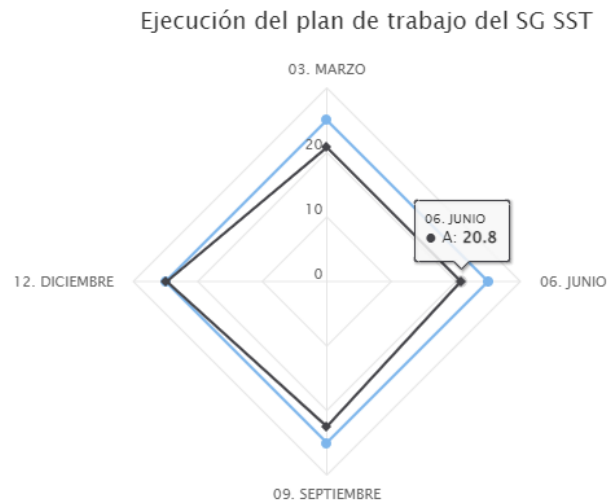 Ejecución del plan de trabajo del SG SST
03. MARZO
20
10
06. JUNIO
A: 20.8
0
12. DICIEMBRE
06. JUNIO
09. SEPTIEMBRE